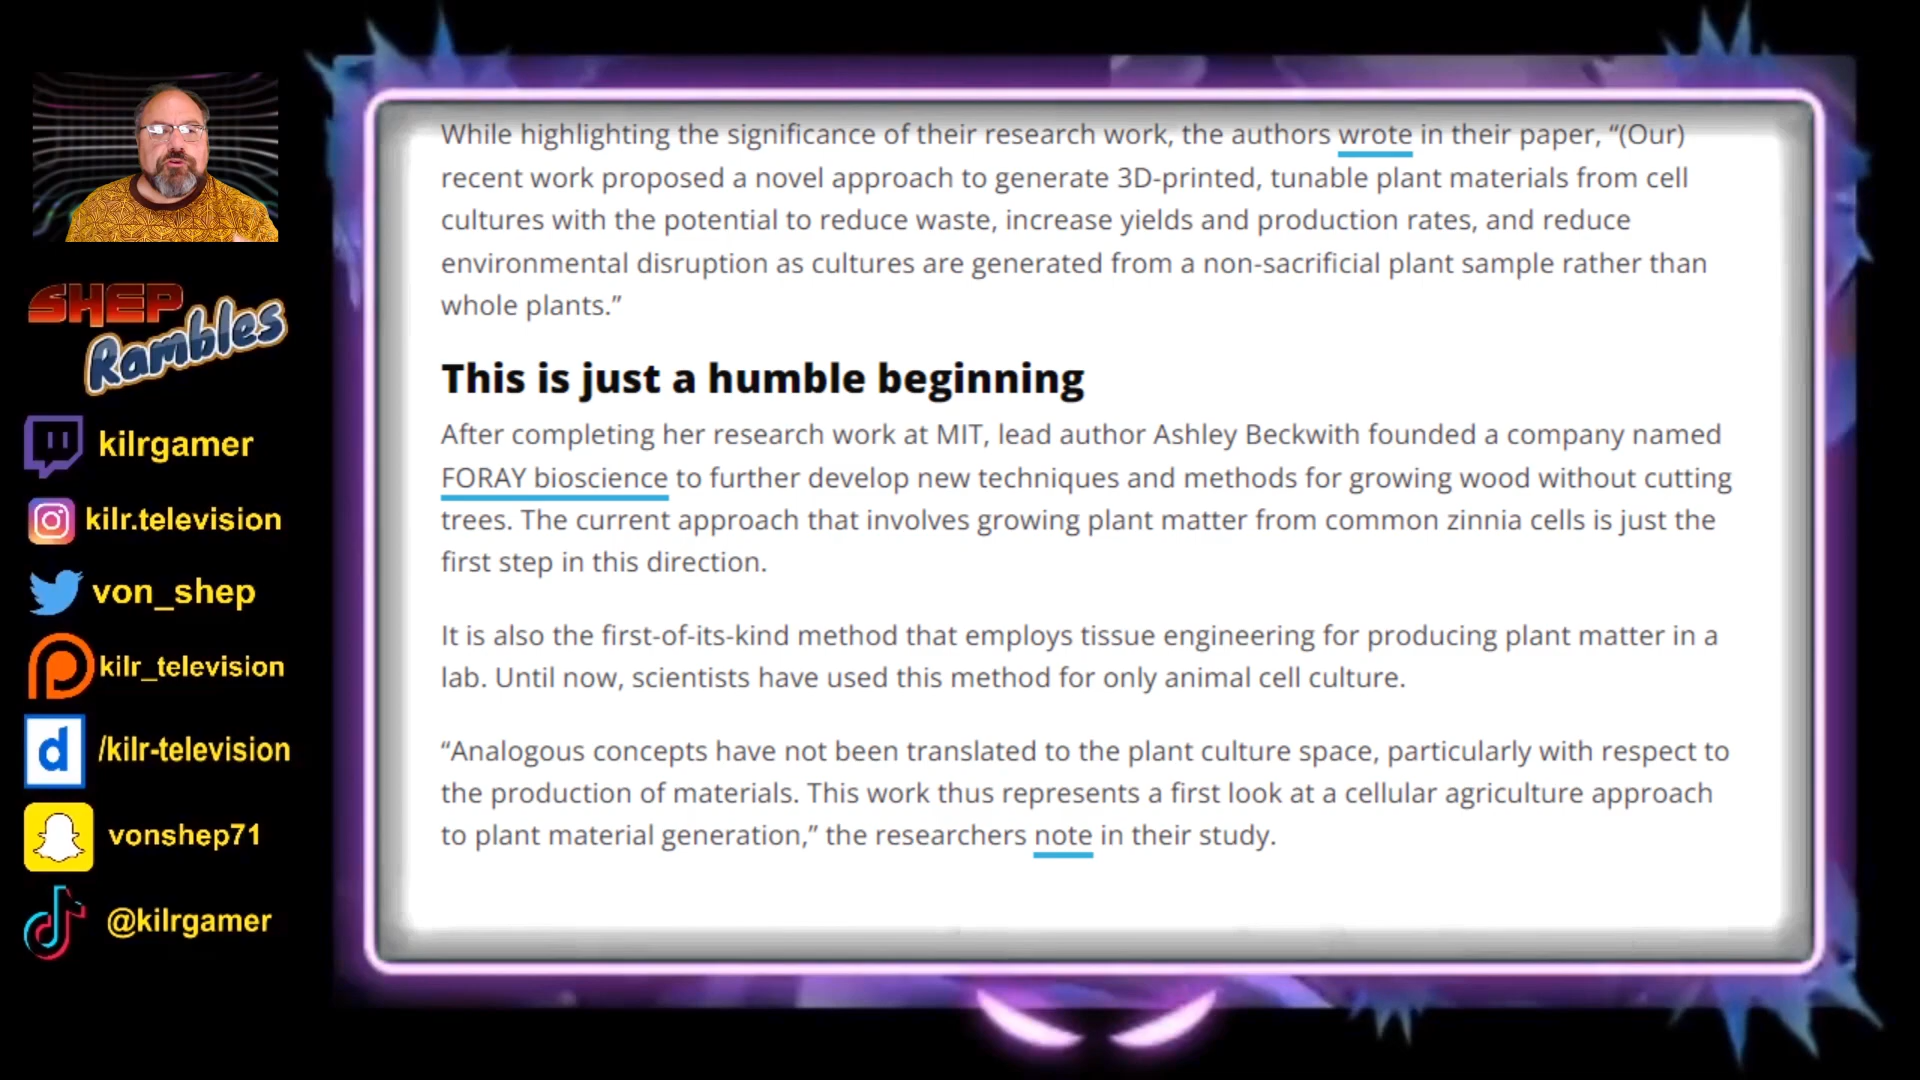 SHEP
Rambles
kilrgamer
kilr.television
von_shep
kilr_television
d
/kilr-television
vonshep71
@kilrgamer
While highlighting the significance of their research work, the authors wrote in their paper, “(Our)
recent work proposed a novel approach to generate 3D-printed, tunable plant materials from cell
cultures with the potential to reduce waste, increase yields and production rates, and reduce
environmental disruption as cultures are generated from a non-sacrificial plant sample rather than
whole plants.”
This is just a humble beginning
After completing her research work at MIT, lead author Ashley Beckwith founded a company named
FORAY bioscience to further develop new techniques and methods for growing wood without cutting
trees. The current approach that involves growing plant matter from common zinnia cells is just the
first step in this direction.
It is also the first-of-its-kind method that employs tissue engineering for producing plant matter in a
lab. Until now, scientists have used this method for only animal cell culture.
“Analogous concepts have not been translated to the plant culture space, particularly with respect to
the production of materials. This work thus represents a first look at a cellular agriculture approach
to plant material generation,” the researchers note in their study.